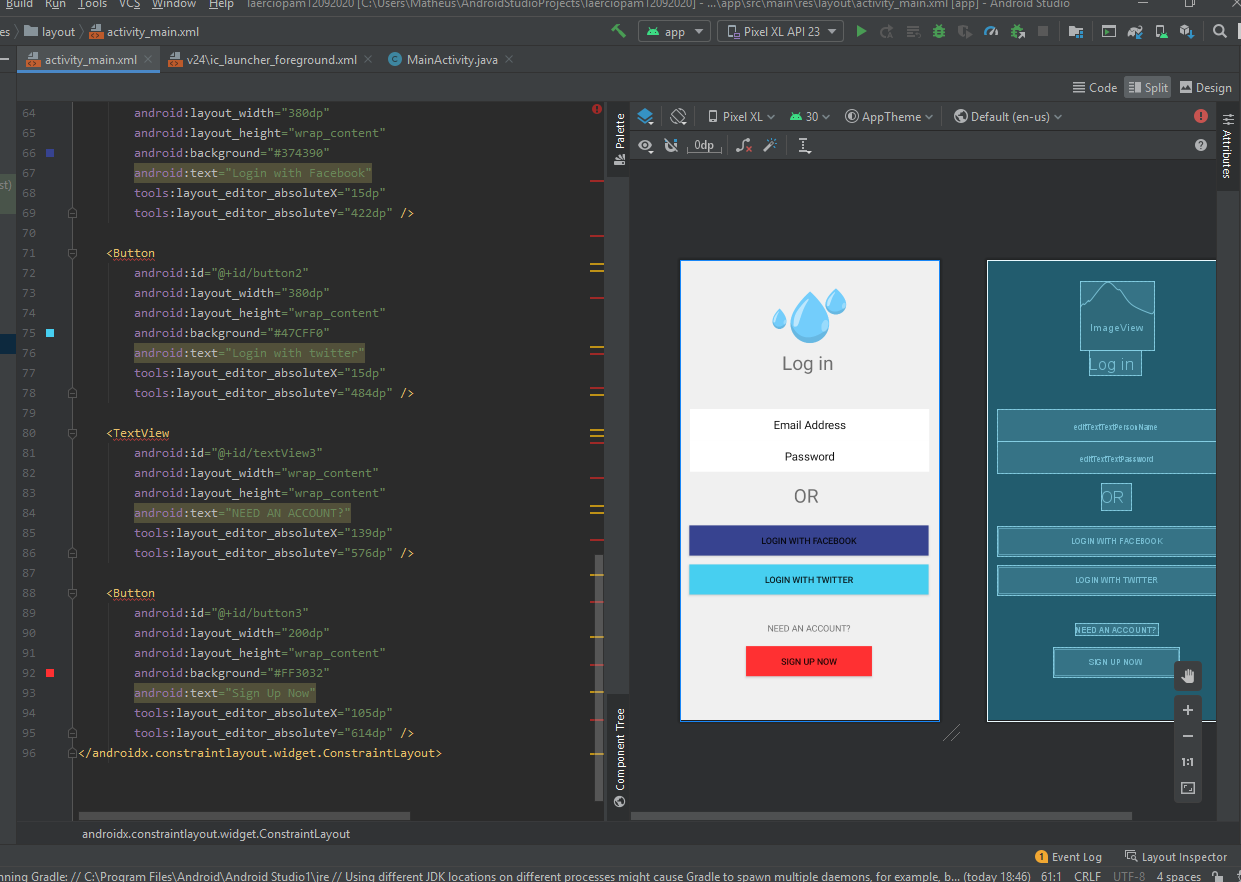 Build Run Tools VCS Window Help laerciopam12092020 [C:\Users\Matheus\AndroidStudioProjects\laerciopam12092020] - ...\app\src\main\res\layout\activity_main.xml [app] - Android Studio
es layout activity_main.xml app Pixel XL API 23
activity_main.xml v24\ic_launcher_foreground.xml MainActivity.java
Code Split Design
64 android:layout_width="380dp"
65 android:layout_height="wrap_content"
66 android:background="#374390"
67 android:text="Login with Facebook"
68 tools:layout_editor_absoluteX="15dp"
69 tools:layout_editor_absoluteY="422dp" />
70
71 <Button
72 android:id="@+id/button2"
73 android:layout_width="380dp"
74 android:layout_height="wrap_content"
75 android:background="#47CFF0"
76 android:text="Login with twitter"
77 tools:layout_editor_absoluteX="15dp"
78 tools:layout_editor_absoluteY="484dp" />
79
80 <TextView
81 android:id="@+id/textView3"
82 android:layout_width="wrap_content"
83 android:layout_height="wrap_content"
84 android:text="NEED AN ACCOUNT?"
85 tools:layout_editor_absoluteX="139dp"
86 tools:layout_editor_absoluteY="576dp" />
87
88 <Button
89 android:id="@+id/button3"
90 android:layout_width="200dp"
91 android:layout_height="wrap_content"
92 android:background="#FF3032"
93 android:text="Sign Up Now"
94 tools:layout_editor_absoluteX="105dp"
95 tools:layout_editor_absoluteY="614dp" />
96 </androidx.constraintlayout.widget.ConstraintLayout>
st)
Palette
Component Tree
Pixel XL 30 AppTheme Default (en-us)
0dp
Attributes
Log in
Email Address
Password
OR
LOGIN WITH FACEBOOK
LOGIN WITH TWITTER
NEED AN ACCOUNT?
SIGN UP NOW
ImageView
Log in
editTextTextPersonName
editTextTextPassword
OR
LOGIN WITH FACEBOOK
LOGIN WITH TWITTER
NEED AN ACCOUNT?
SIGN UP NOW
1:1
androidx.constraintlayout.widget.ConstraintLayout
1 Event Log Layout Inspector
nning Gradle: // C:\Program Files\Android\Android Studio1\jre // Using different JDK locations on different processes might cause Gradle to spawn multiple daemons, for example, b... (today 18:46) 61:1 CRLF UTF-8 4 spaces